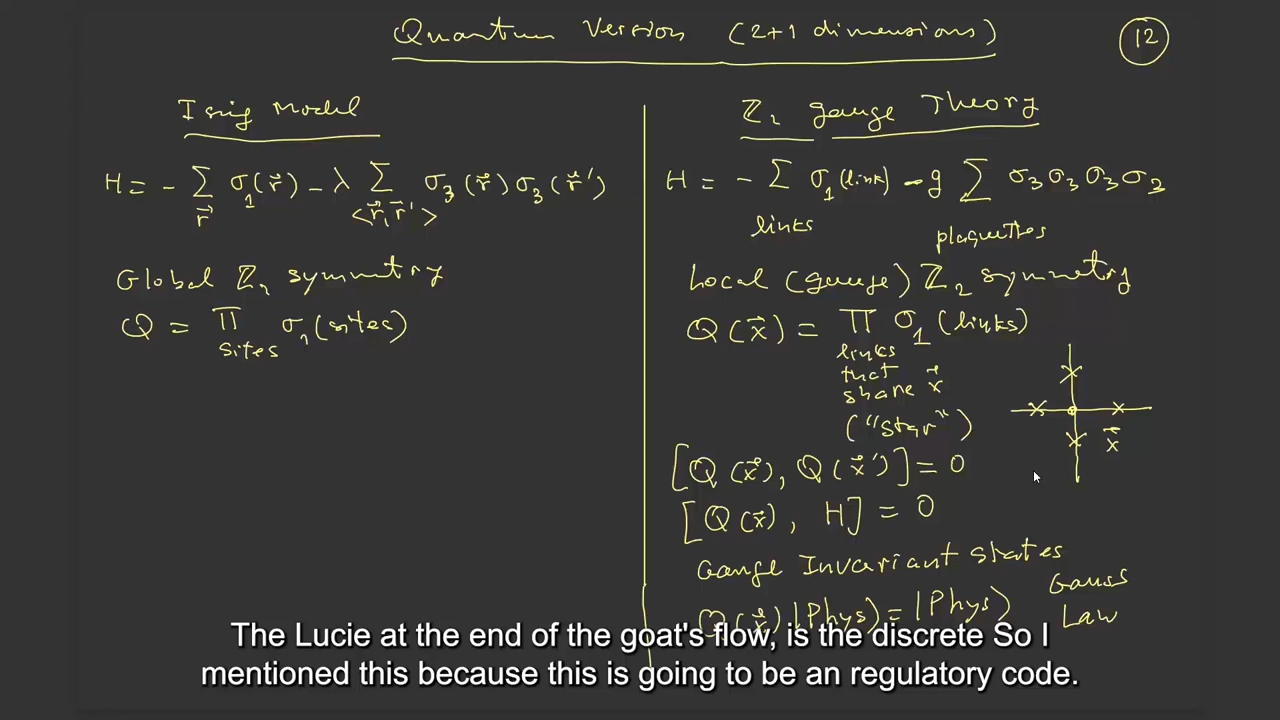 Quantum Version (2+1 dimensions)
12
Ising Model
H = - ∑ σ₁(r⃗) - λ ∑ σ₃(r⃗)σ₃(r⃗′)
r⃗ <r⃗,r⃗′>
Global ℤ₂ symmetry
Q = Π σ₁(sites)
sites
ℤ₂ gauge Theory
H = - ∑ σ₁(link) - g ∑ σ₃σ₃σ₃σ₃
links
plaquettes
Local (gauge) ℤ₂ symmetry
Q(x⃗) = Π σ₁(links)
links
that
share x⃗
("star")
x⃗
[Q(x⃗), Q(x⃗′)] = 0
[Q(x⃗), H] = 0
Gauge Invariant States
Q(x⃗)|Phys⟩ = |Phys⟩
Gauss
Law
The Lucie at the end of the goat's flow, is the discrete So I
mentioned this because this is going to be an regulatory code.